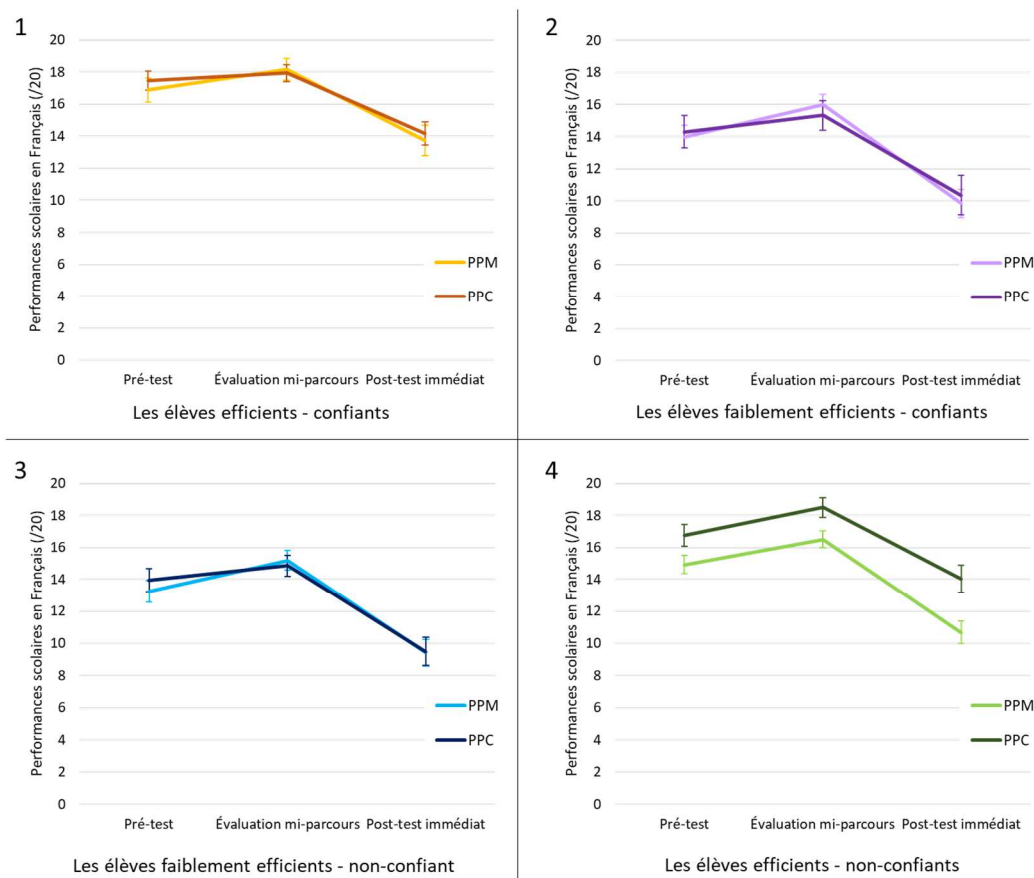 1
Performances scolaires en Français (/20)
20
18
16
14
12
10
8
6
4
2
0
PPM
PPC
Pré-test Évaluation mi-parcours Post-test immédiat
Les élèves efficients - confiants
2
Performances scolaires en Français (/20)
20
18
16
14
12
10
8
6
4
2
0
PPM
PPC
Pré-test Évaluation mi-parcours Post-test immédiat
Les élèves faiblement efficients - confiants
3
Performances scolaires en Français (/20)
20
18
16
14
12
10
8
6
4
2
0
PPM
PPC
Pré-test Évaluation mi-parcours Post-test immédiat
Les élèves faiblement efficients - non-confiant
4
Performances scolaires en Français (/20)
20
18
16
14
12
10
8
6
4
2
0
PPM
PPC
Pré-test Évaluation mi-parcours Post-test immédiat
Les élèves efficients - non-confiants